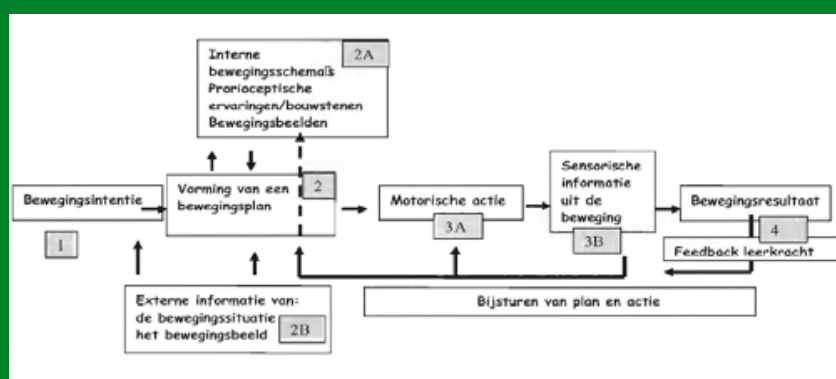 Interne
2A
bewegingsschemaß
Prorioceptische
ervaringen/bouwstenen
Bewegingsbeelden
Bewegingsintentie
1
Vorming van een
bewegingsplan
2
Motorische actie
3A
Sensorische
informatie
uit de
beweging
3B
Bewegingsresultaat
4
Feedback leerkracht
Externe informatie van:
de bewegingssituatie
het bewegingsbeeld
2B
Bijsturen van plan en actie